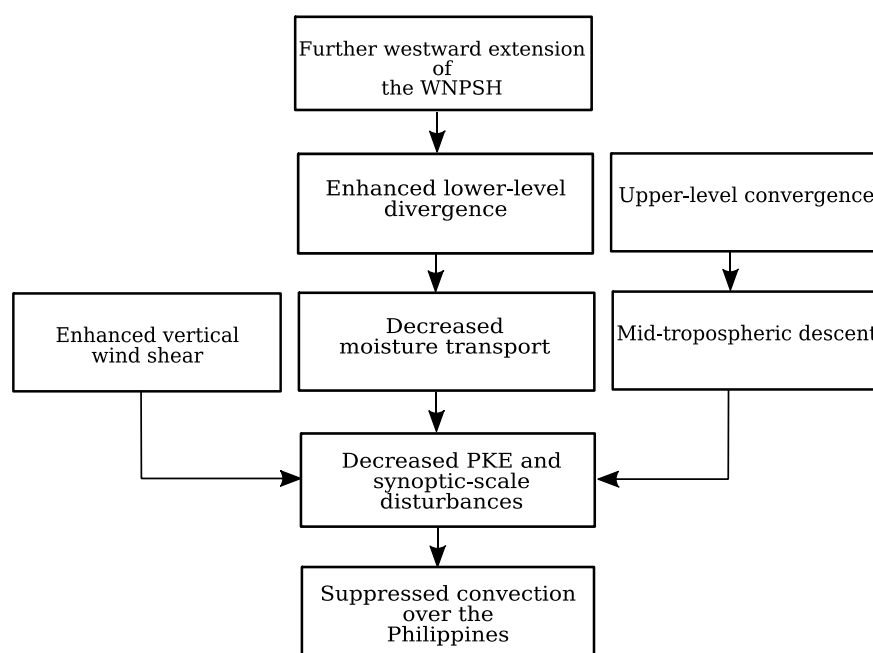 Further westward extension
of
the WNPSH
Enhanced lower-level
divergence
Upper-level convergence
Enhanced vertical
wind shear
Decreased
moisture transport
Mid-tropospheric descent
Decreased PKE and
synoptic-scale
disturbances
Suppressed convection
over the
Philippines